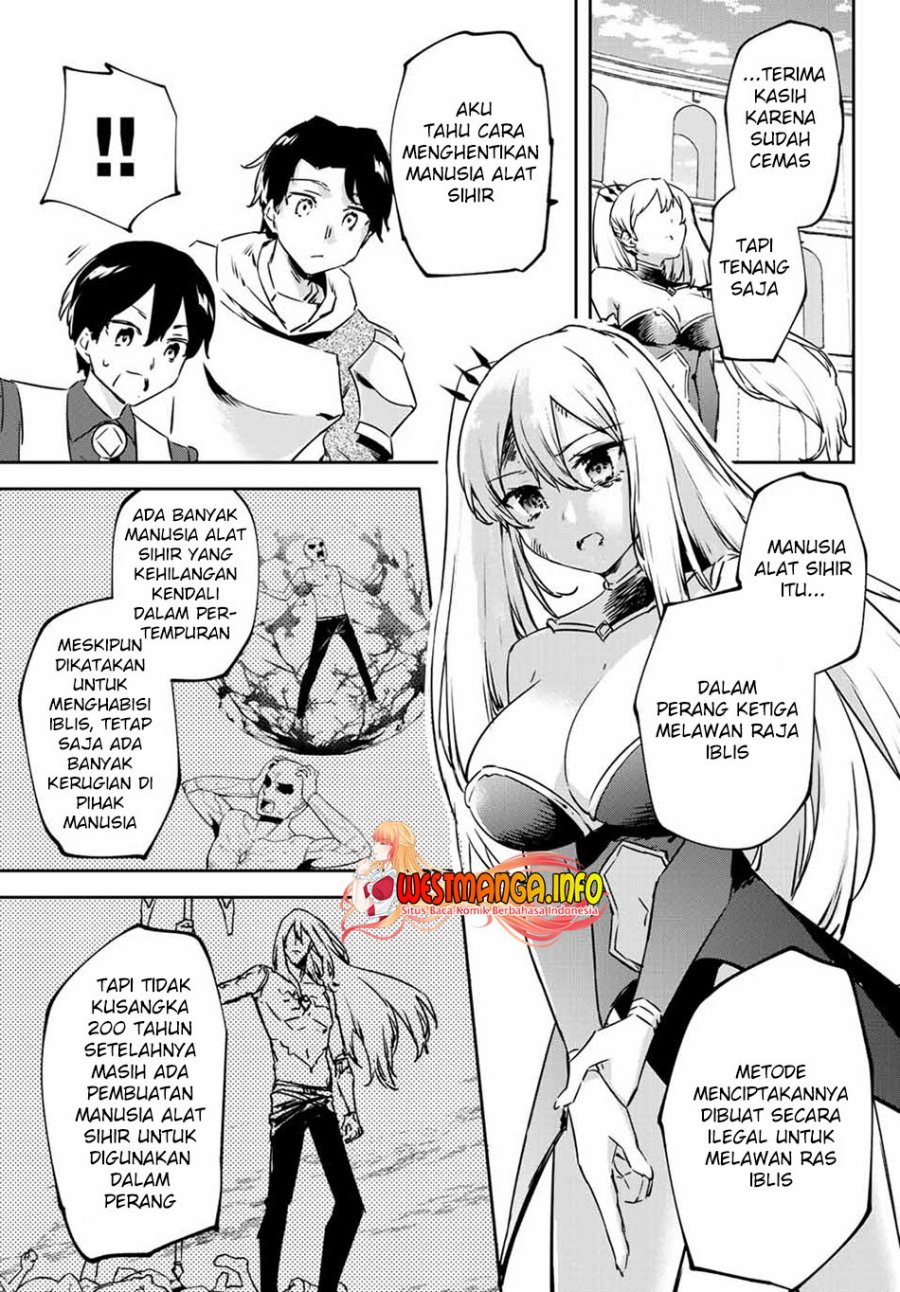 ...TERIMA
KASIH
KARENA
SUDAH
CEMAS
TAPI
TENANG
SAJA
AKU
TAHU CARA
MENGHENTIKAN
MANUSIA ALAT
SIHIR
!!
MANUSIA
ALAT SIHIR
ITU...
DALAM
PERANG KETIGA
MELAWAN RAJA
IBLIS
METODE
MENCIPTAKANNYA
DIBUAT SECARA
ILEGAL UNTUK
MELAWAN RAS
IBLIS
ADA BANYAK
MANUSIA ALAT
SIHIR YANG
KEHILANGAN
KENDALI
DALAM PER-
TEMPURAN
MESKIPUN
DIKATAKAN
UNTUK
MENGHABISI
IBLIS, TETAP
SAJA ADA
BANYAK
KERUGIAN DI
PIHAK
MANUSIA
WESTMANGA.INFO
Situs Baca Komik Berbahasa Indonesia
TAPI TIDAK
KUSANGKA
200 TAHUN
SETELAHNYA
MASIH ADA
PEMBUATAN
MANUSIA ALAT
SIHIR UNTUK
DIGUNAKAN
DALAM
PERANG